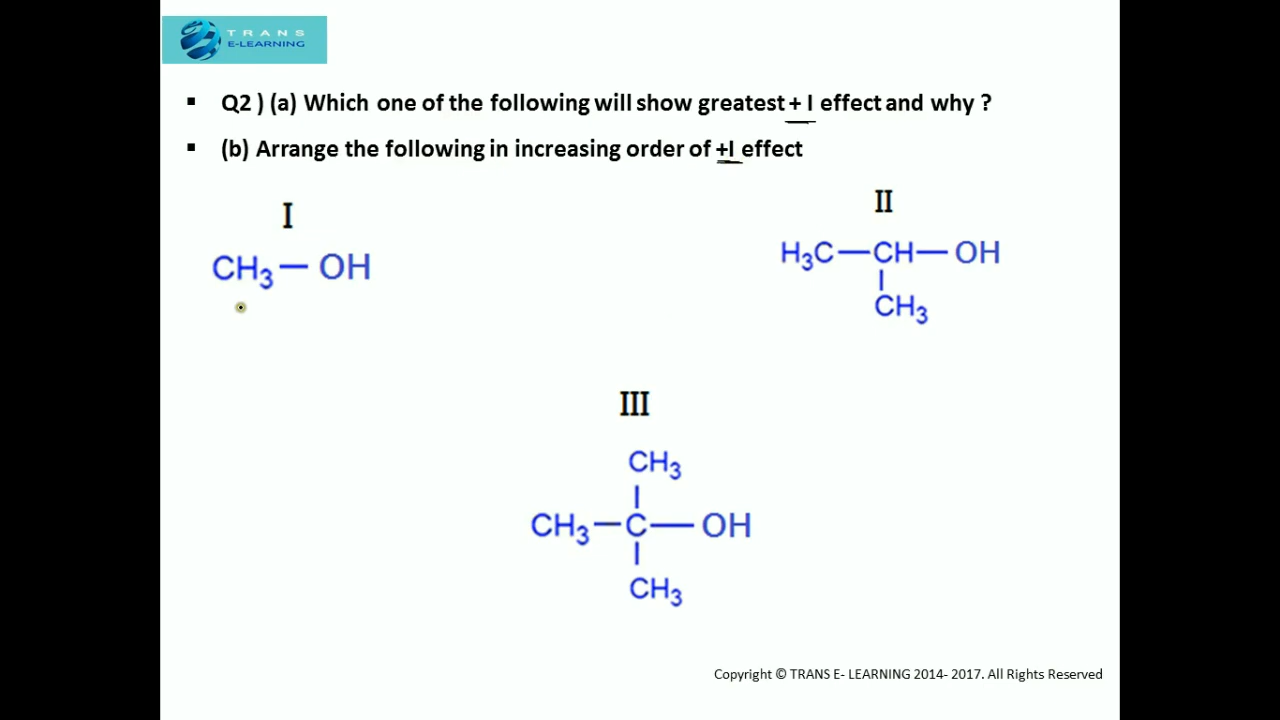 TRANS
E-LEARNING
▪ Q2 ) (a) Which one of the following will show greatest + I effect and why ?
▪ (b) Arrange the following in increasing order of +I effect
I
CH₃ — OH
II
H₃C — CH — OH
|
CH₃
III
CH₃
|
CH₃ — C — OH
|
CH₃
Copyright © TRANS E- LEARNING 2014- 2017. All Rights Reserved